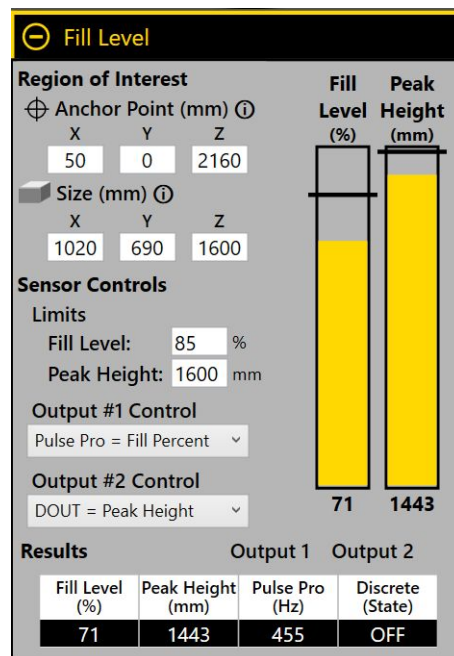 Fill Level
Region of Interest
Anchor Point (mm)
X Y Z
50 0 2160
Size (mm)
X Y Z
1020 690 1600
Sensor Controls
Limits
Fill Level: 85 %
Peak Height: 1600 mm
Output #1 Control
Pulse Pro = Fill Percent
Output #2 Control
DOUT = Peak Height
Fill Peak
Level Height
(%) (mm)
71 1443
Results Output 1 Output 2
Fill Level Peak Height Pulse Pro Discrete
(%) (mm) (Hz) (State)
71 1443 455 OFF